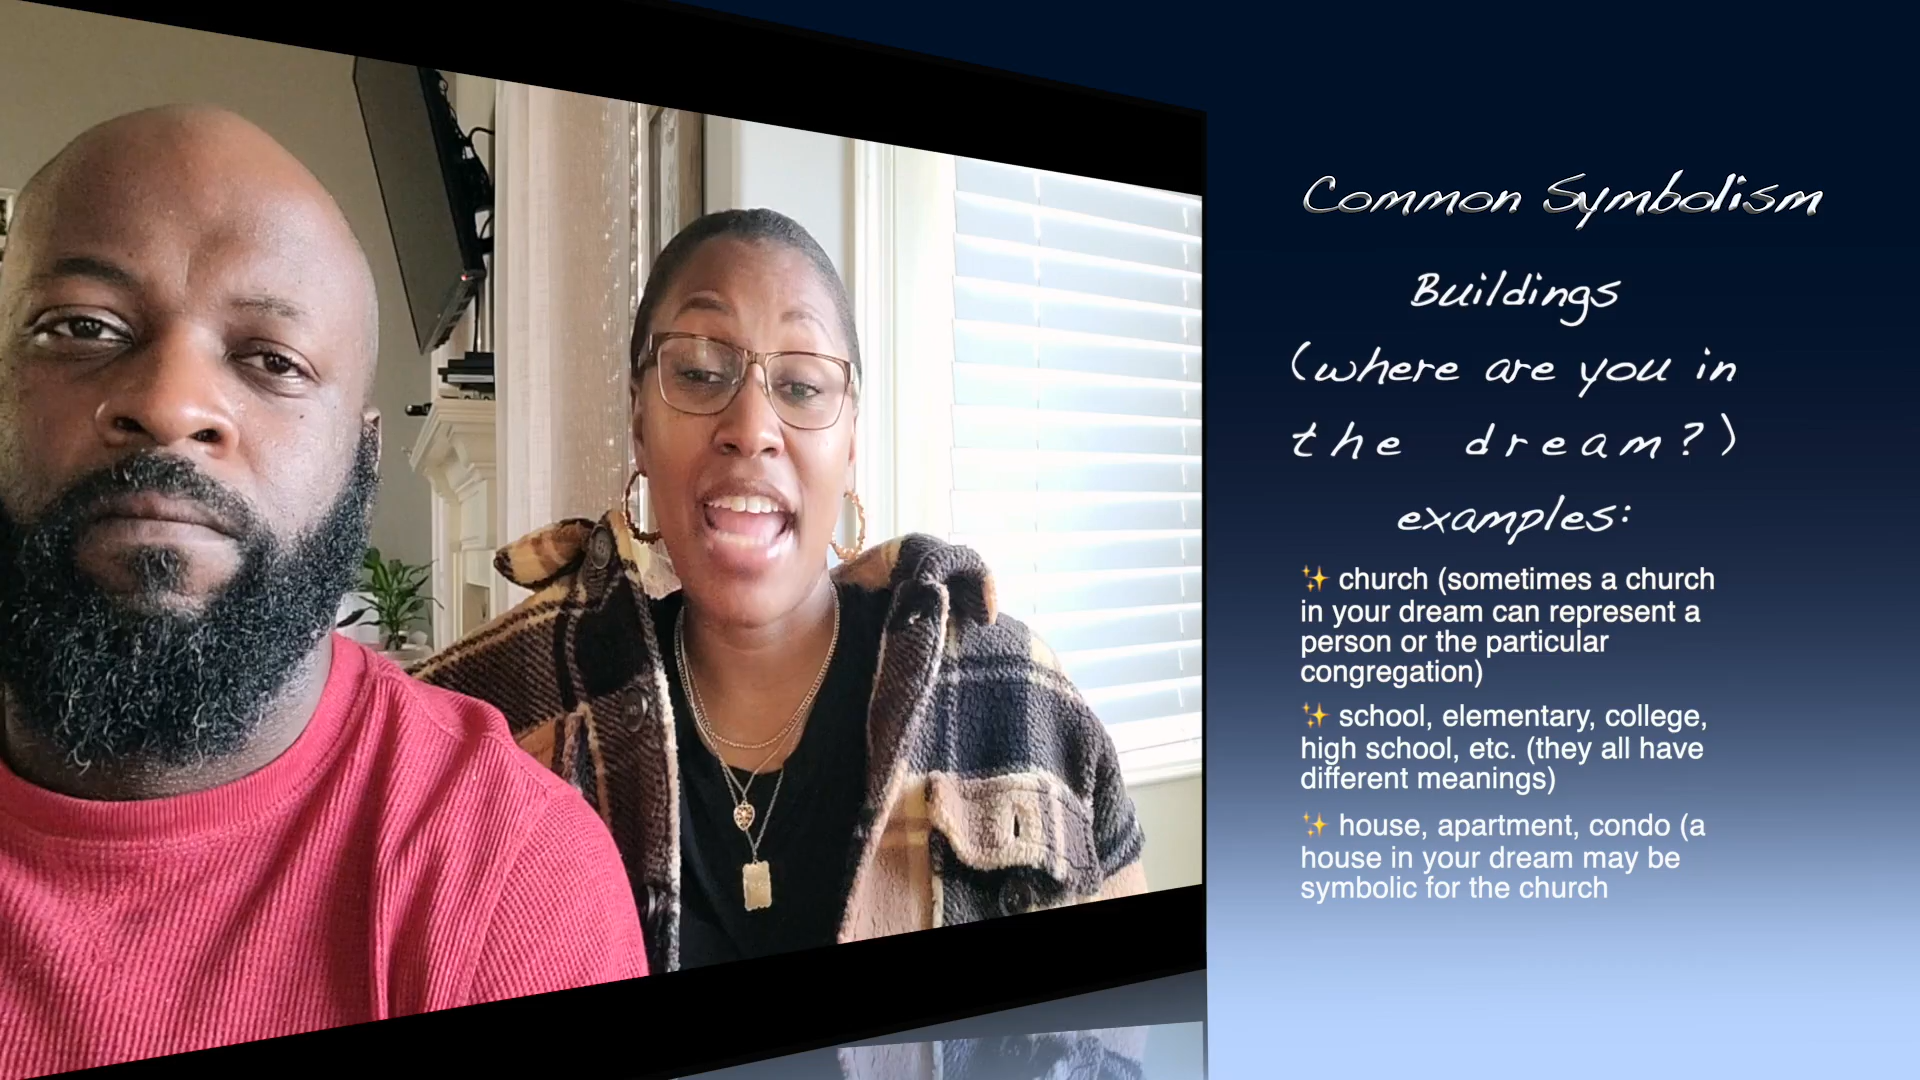 Common Symbolism
Buildings
(where are you in
the dream?)
examples:
✨ church (sometimes a church
in your dream can represent a
person or the particular
congregation)
✨ school, elementary, college,
high school, etc. (they all have
different meanings)
✨ house, apartment, condo (a
house in your dream may be
symbolic for the church